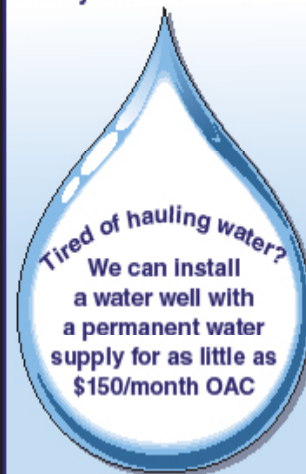 Tired of hauling water?
We can install
a water well with
a permanent water
supply for as little as
$150/month OAC